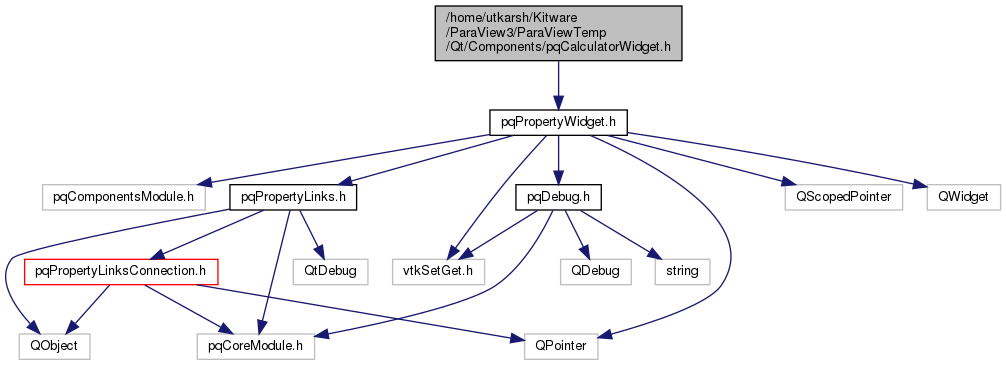 /home/utkarsh/Kitware
/ParaView3/ParaViewTemp
/Qt/Components/pqCalculatorWidget.h
pqPropertyWidget.h
pqComponentsModule.h
pqPropertyLinks.h
pqDebug.h
QScopedPointer
QWidget
pqPropertyLinksConnection.h
QtDebug
vtkSetGet.h
QDebug
string
QObject
pqCoreModule.h
QPointer